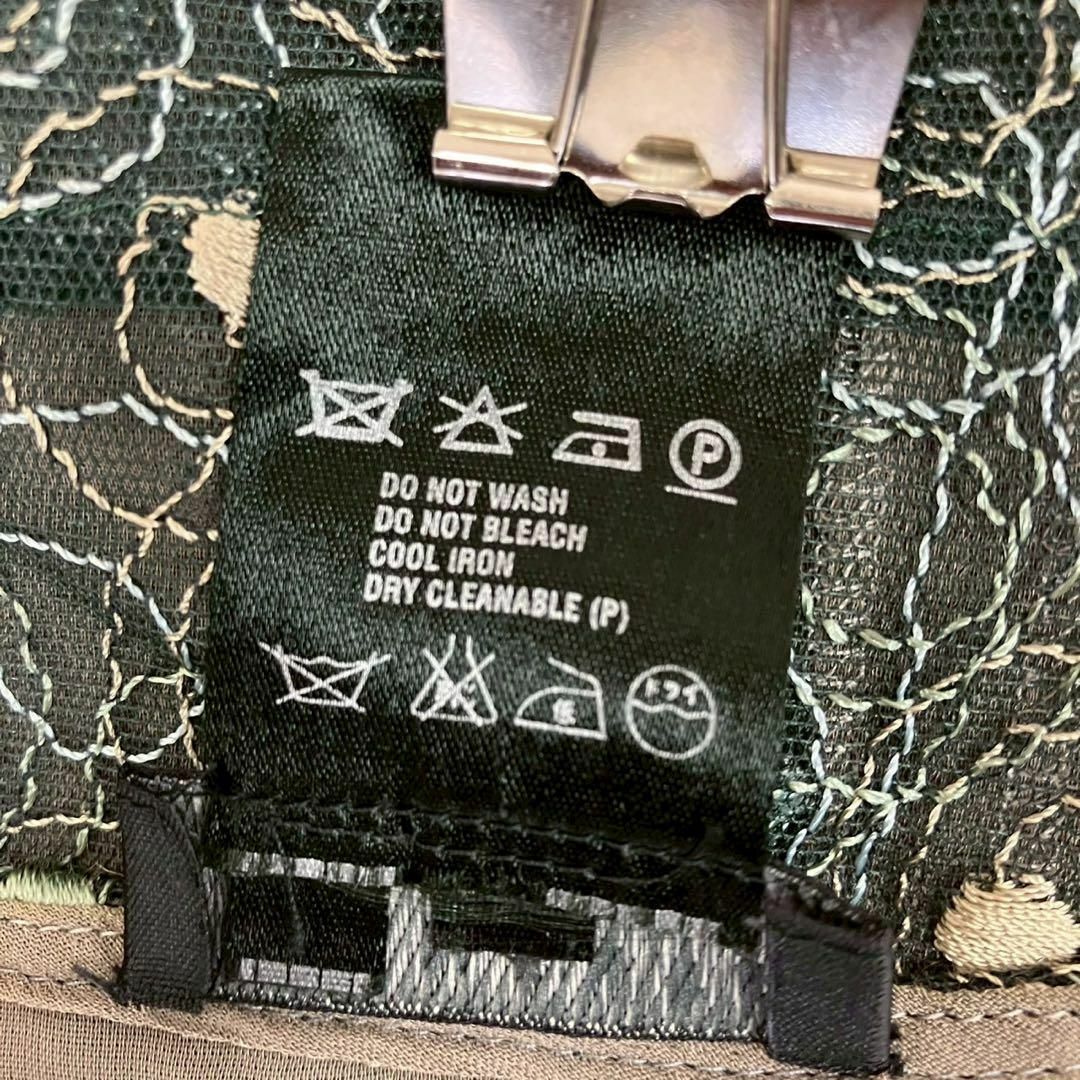 P
DO NOT WASH
DO NOT BLEACH
COOL IRON
DRY CLEANABLE (P)
ドライ